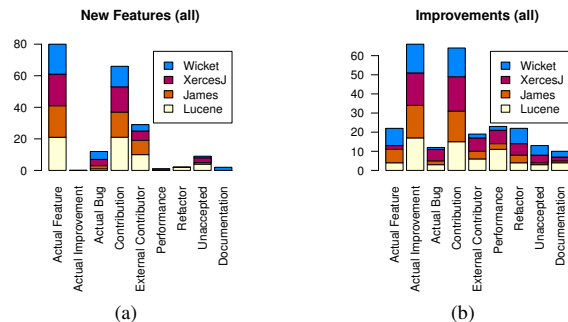 New Features (all)
80
60
40
20
0
Wicket
XercesJ
James
Lucene
Actual Feature
Actual Improvement
Actual Bug
Contribution
External Contributor
Performance
Refactor
Unaccepted
Documentation
(a)
Improvements (all)
60
50
40
30
20
10
0
Wicket
XercesJ
James
Lucene
Actual Feature
Actual Improvement
Actual Bug
Contribution
External Contributor
Performance
Refactor
Unaccepted
Documentation
(b)